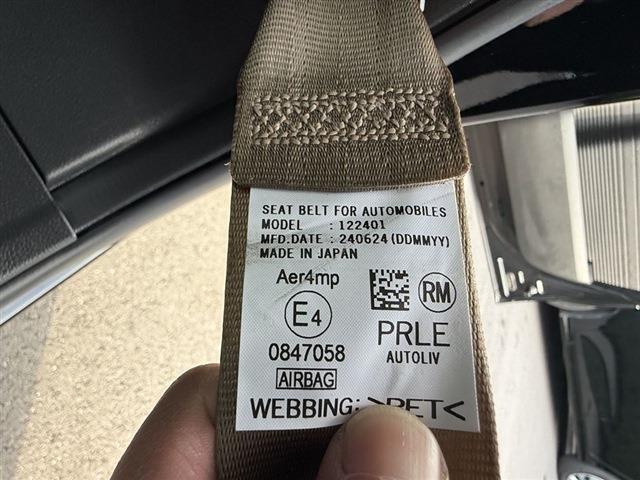 SEAT BELT FOR AUTOMOBILES
MODEL : 122401
MFD.DATE : 240624 (DDMMYY)
MADE IN JAPAN
Aer4mp
RM
E4
PRLE
0847058
AUTOLIV
AIRBAG
WEBBING: >PET<